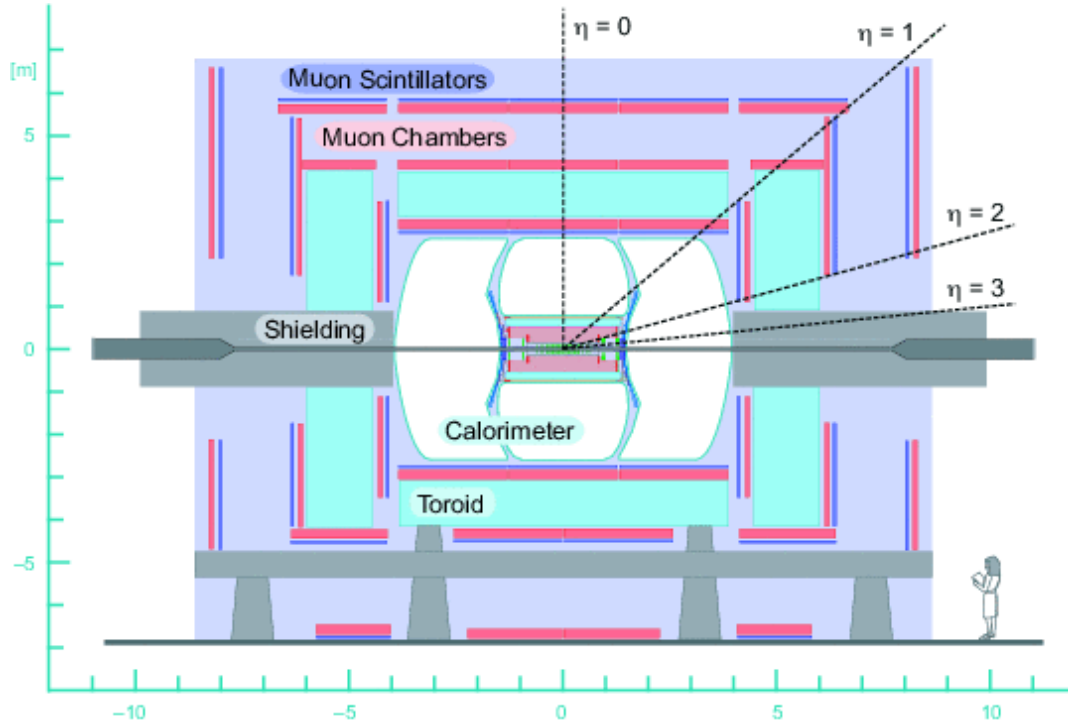 η = 0
η = 1
[m]
Muon Scintillators
5
Muon Chambers
η = 2
η = 3
Shielding
0
Calorimeter
Toroid
–5
–10
–5
0
5
10